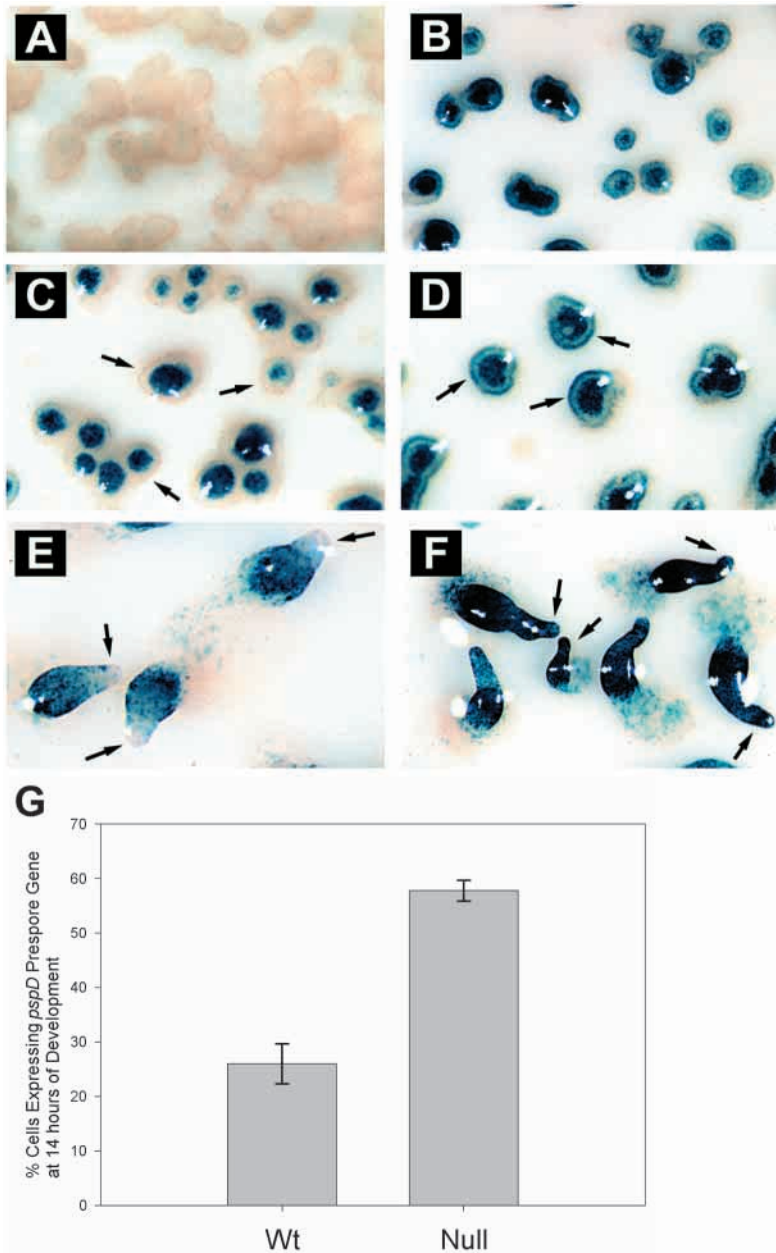 A
B
C
D
E
F
G
% Cells Expressing pspD Prespore Gene
at 14 hours of Development
70
60
50
40
30
20
10
0
Wt
Null